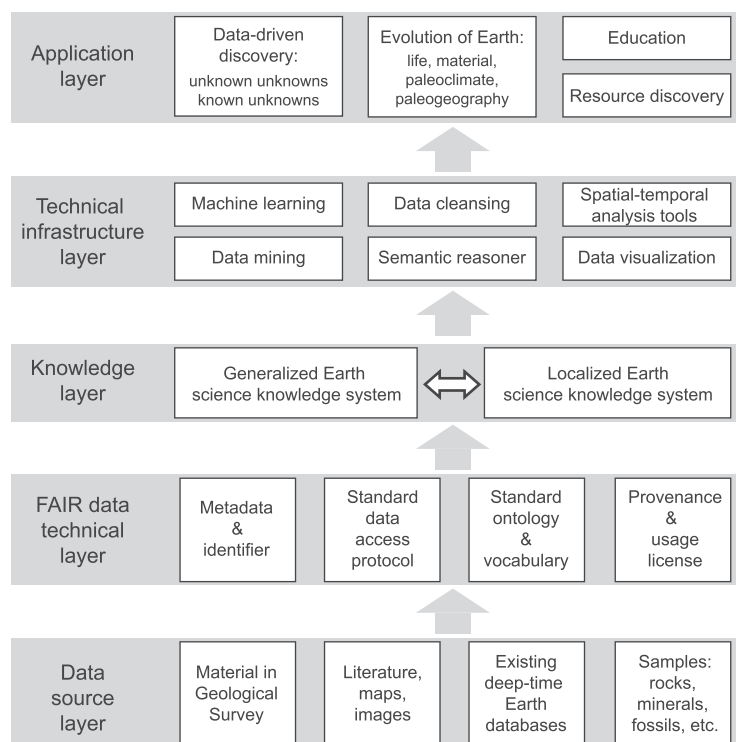 Application
layer
Data-driven
discovery:
unknown unknowns
known unknowns
Evolution of Earth:
life, material,
paleoclimate,
paleogeography
Education
Resource discovery
Technical
infrastructure
layer
Machine learning
Data cleansing
Spatial-temporal
analysis tools
Data mining
Semantic reasoner
Data visualization
Knowledge
layer
Generalized Earth
science knowledge system
Localized Earth
science knowledge system
FAIR data
technical
layer
Metadata
&
identifier
Standard
data
access
protocol
Standard
ontology
&
vocabulary
Provenance
&
usage
license
Data
source
layer
Material in
Geological
Survey
Literature,
maps,
images
Existing
deep-time
Earth
databases
Samples:
rocks,
minerals,
fossils, etc.